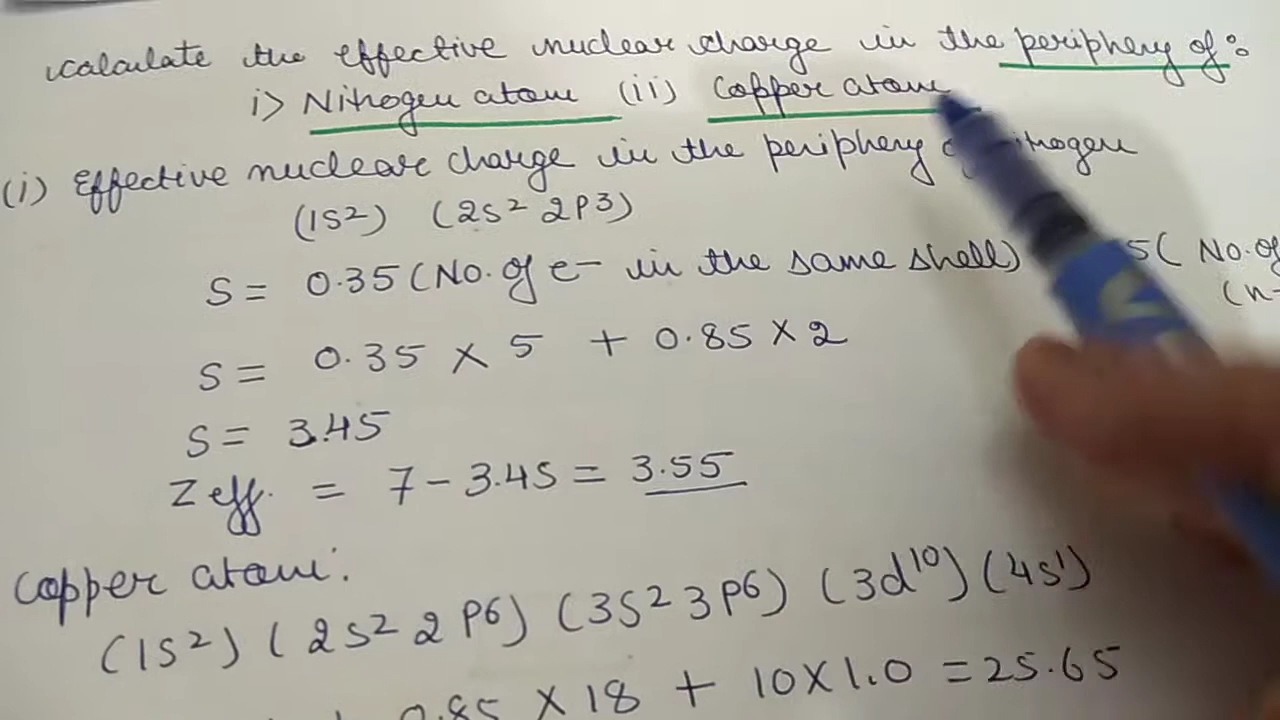 calculate the effective nuclear charge in the periphery of:
i) Nitrogen atom (ii) Copper atom
(i) Effective nuclear charge in the periphery
(1s²) (2s² 2p3)
S = 0.35 (No. of e- in the same shell) 5( No. of
(n-
S = 0.35 × 5 + 0.85 × 2
S = 3.45
Zeff. = 7 - 3.45 = 3.55
Copper atom:
(1s²) (2s² 2p6) (3s² 3p6) (3d¹⁰) (4s¹)
0.85 × 18 + 10×1.0 = 25.65